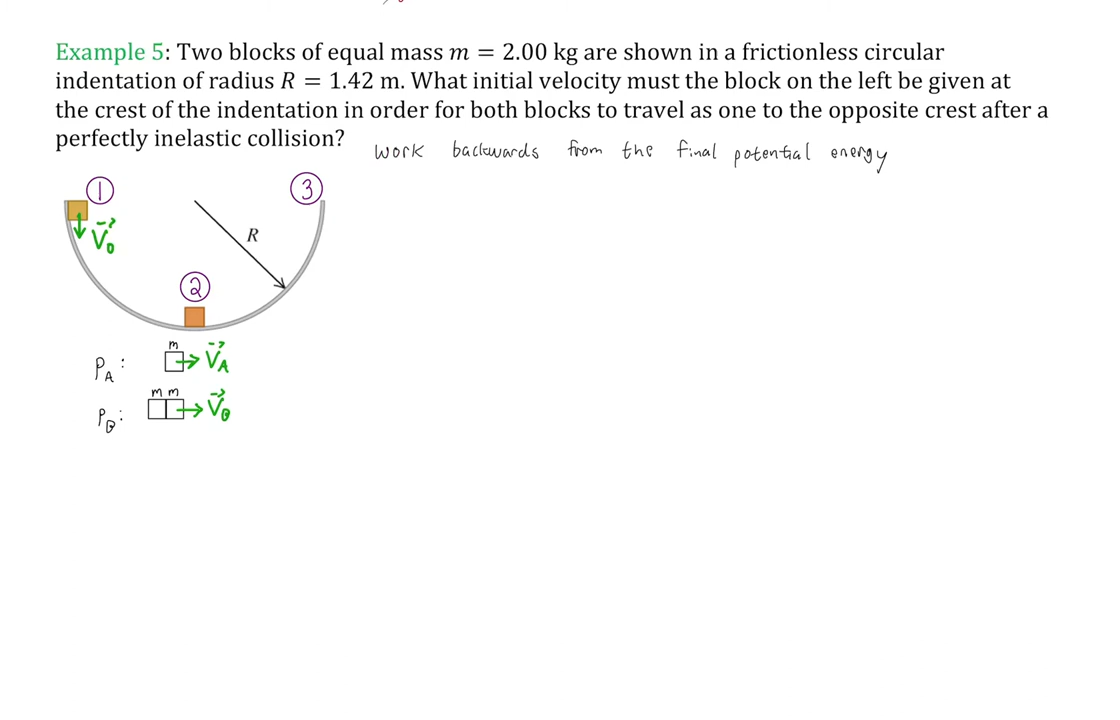 Example 5: Two blocks of equal mass m = 2.00 kg are shown in a frictionless circular
indentation of radius R = 1.42 m. What initial velocity must the block on the left be given at
the crest of the indentation in order for both blocks to travel as one to the opposite crest after a
perfectly inelastic collision?
work backwards from the final potential energy
①
③
V⃗₀
R
②
P_A: m V⃗_A
P_B: m m V⃗_B